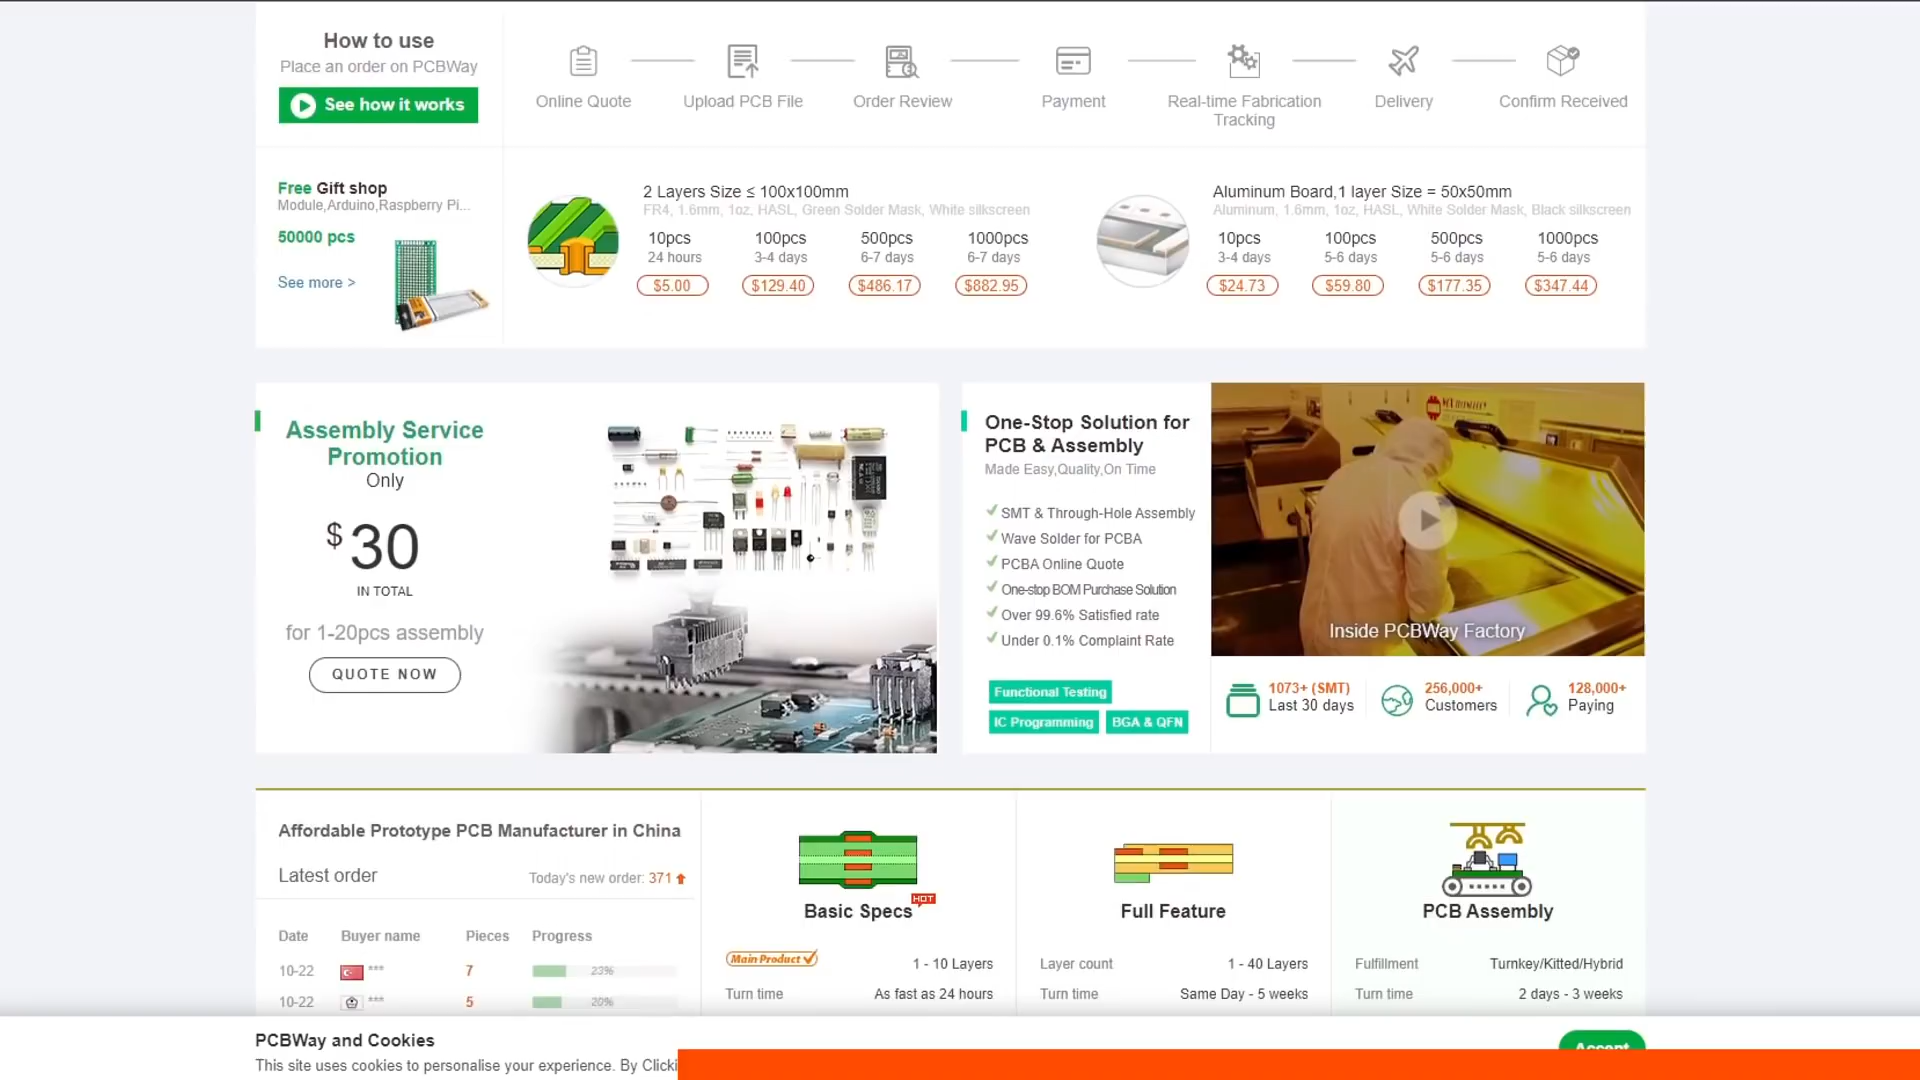 How to use
Place an order on PCBWay
See how it works
Online Quote
Upload PCB File
Order Review
Payment
Real-time Fabrication
Tracking
Delivery
Confirm Received
Free Gift shop
Module,Arduino,Raspberry Pi...
50000 pcs
See more >
2 Layers Size ≤ 100x100mm
FR4, 1.6mm, 1oz, HASL, Green Solder Mask, White silkscreen
10pcs 100pcs 500pcs 1000pcs
24 hours 3-4 days 6-7 days 6-7 days
$5.00 $129.40 $486.17 $882.95
Aluminum Board,1 layer Size = 50x50mm
Aluminum, 1.6mm, 1oz, HASL, White Solder Mask, Black silkscreen
10pcs 100pcs 500pcs 1000pcs
3-4 days 5-6 days 5-6 days 5-6 days
$24.73 $59.80 $177.35 $347.44
Assembly Service
Promotion
Only
$30
IN TOTAL
for 1-20pcs assembly
QUOTE NOW
One-Stop Solution for
PCB & Assembly
Made Easy,Quality,On Time
SMT & Through-Hole Assembly
Wave Solder for PCBA
PCBA Online Quote
One-stop BOM Purchase Solution
Over 99.6% Satisfied rate
Under 0.1% Complaint Rate
Functional Testing
IC Programming BGA & QFN
Inside PCBWay Factory
1073+ (SMT)
Last 30 days
256,000+
Customers
128,000+
Paying
Affordable Prototype PCB Manufacturer in China
Latest order Today's new order: 371
Date Buyer name Pieces Progress
10-22 *** 7 23%
10-22 *** 5 20%
HOT
Basic Specs
Main Product 1 - 10 Layers
Turn time As fast as 24 hours
Full Feature
Layer count 1 - 40 Layers
Turn time Same Day - 5 weeks
PCB Assembly
Fulfillment Turnkey/Kitted/Hybrid
Turn time 2 days - 3 weeks
PCBWay and Cookies
This site uses cookies to personalise your experience. By Clicki
Accept